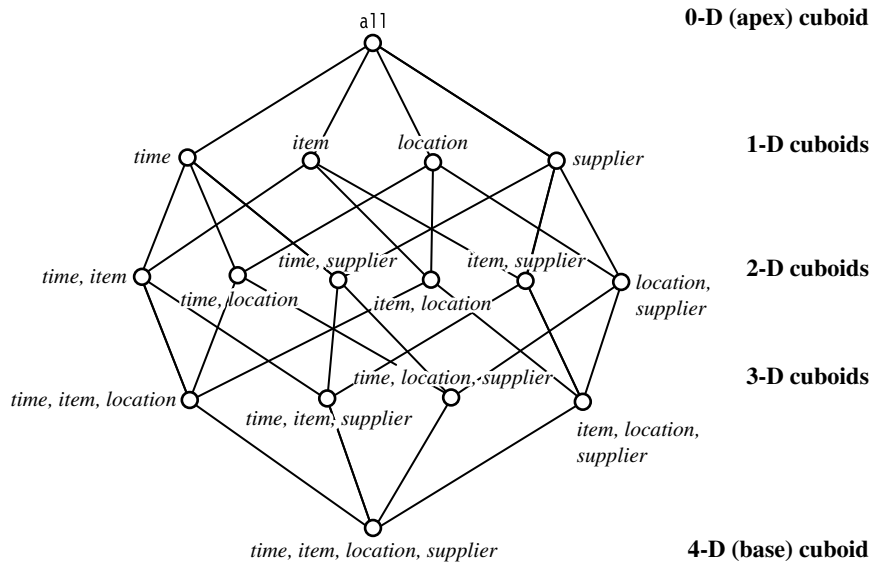 0-D (apex) cuboid
all
1-D cuboids
time
item
location
supplier
2-D cuboids
time, item
time, location
time, supplier
item, location
item, supplier
location,
supplier
3-D cuboids
time, item, location
time, item, supplier
time, location, supplier
item, location,
supplier
time, item, location, supplier
4-D (base) cuboid